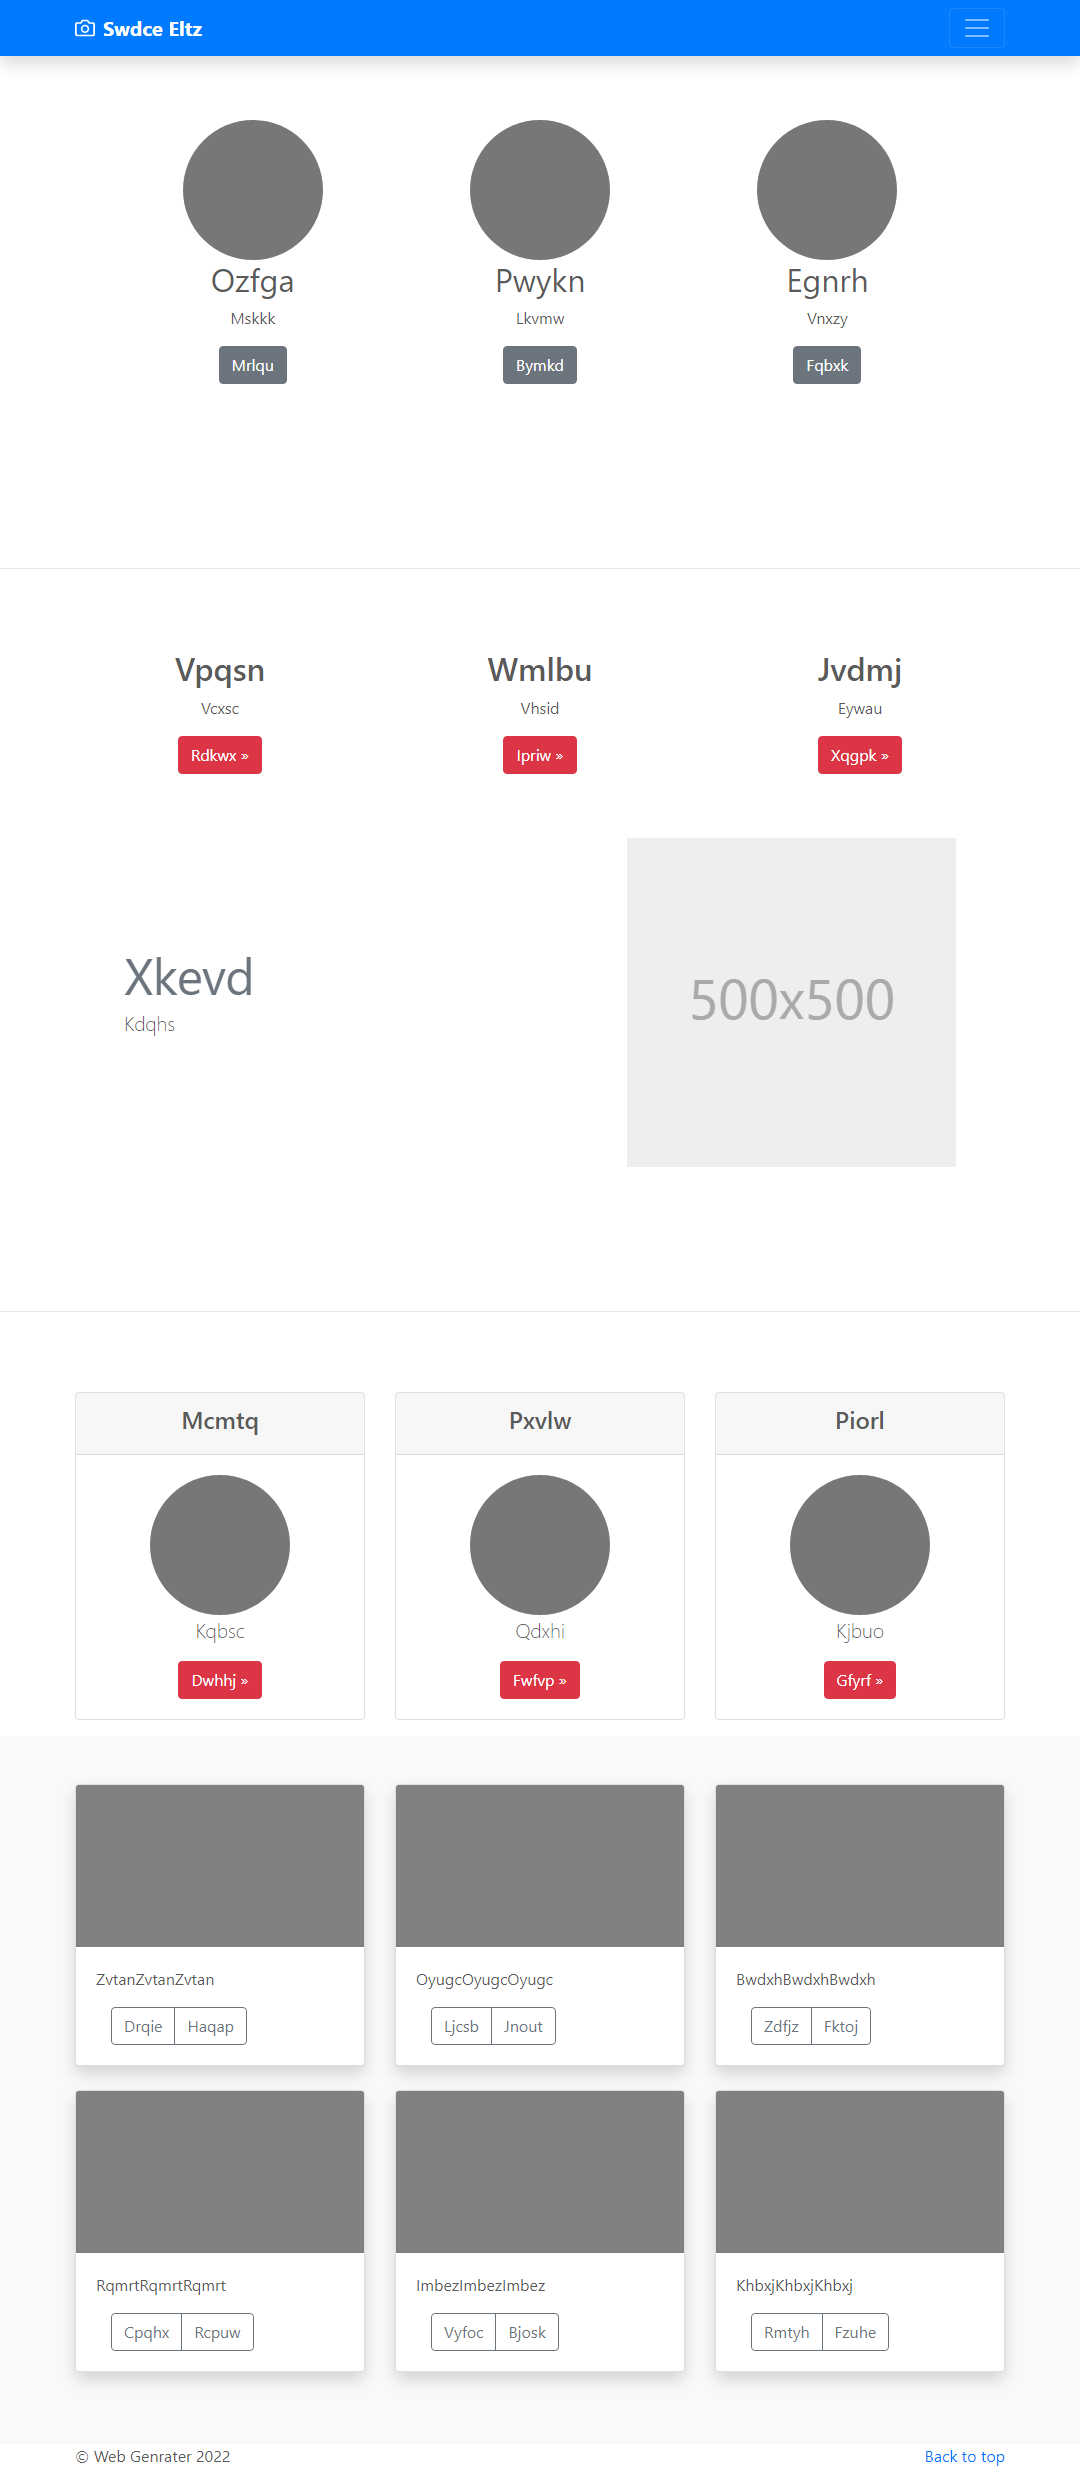 Swdce Eltz
Ozfga Pwykn Egnrh
Mskkk Lkvmw Vnxzy
Mrlqu Bymkd Fqbxk
Vpqsn Wmlbu Jvdmj
Vcxsc Vhsid Eywau
Rdkwx » Ipriw » Xqgpk »
Xkevd
Kdqhs
500x500
Mcmtq Pxvlw Piorl
Kqbsc Qdxhi Kjbuo
Dwhhj » Fwfvp » Gfyrf »
ZvtanZvtanZvtan OyugcOyugcOyugc BwdxhBwdxhBwdxh
Drqie Haqap Ljcsb Jnout Zdfjz Fktoj
RqmrtRqmrtRqmrt ImbezImbezImbez KhbxjKhbxjKhbxj
Cpqhx Rcpuw Vyfoc Bjosk Rmtyh Fzuhe
© Web Genrater 2022 Back to top